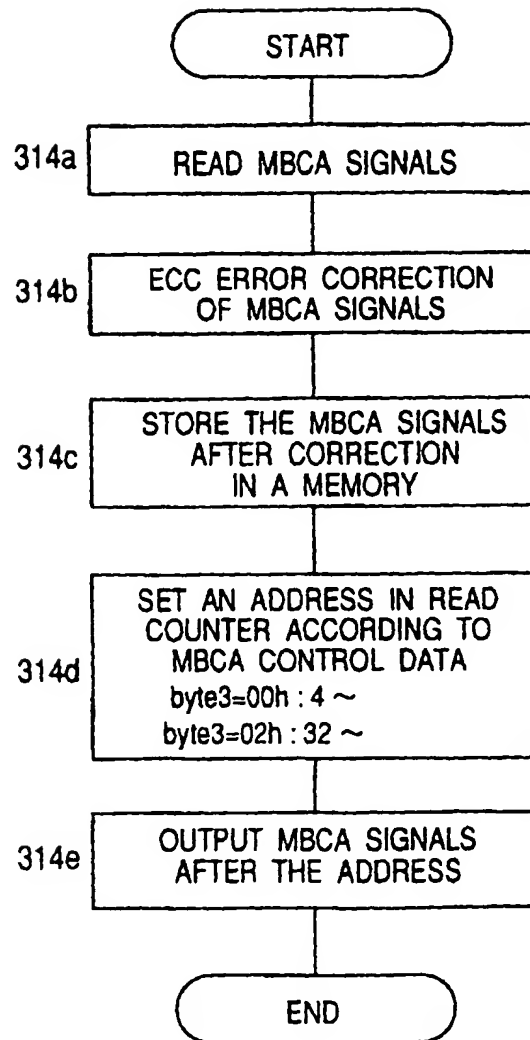 START
314a
READ MBCA SIGNALS
314b
ECC ERROR CORRECTION
OF MBCA SIGNALS
314c
STORE THE MBCA SIGNALS
AFTER CORRECTION
IN A MEMORY
314d
SET AN ADDRESS IN READ
COUNTER ACCORDING TO
MBCA CONTROL DATA
byte3=00h : 4 ~
byte3=02h : 32 ~
314e
OUTPUT MBCA SIGNALS
AFTER THE ADDRESS
END